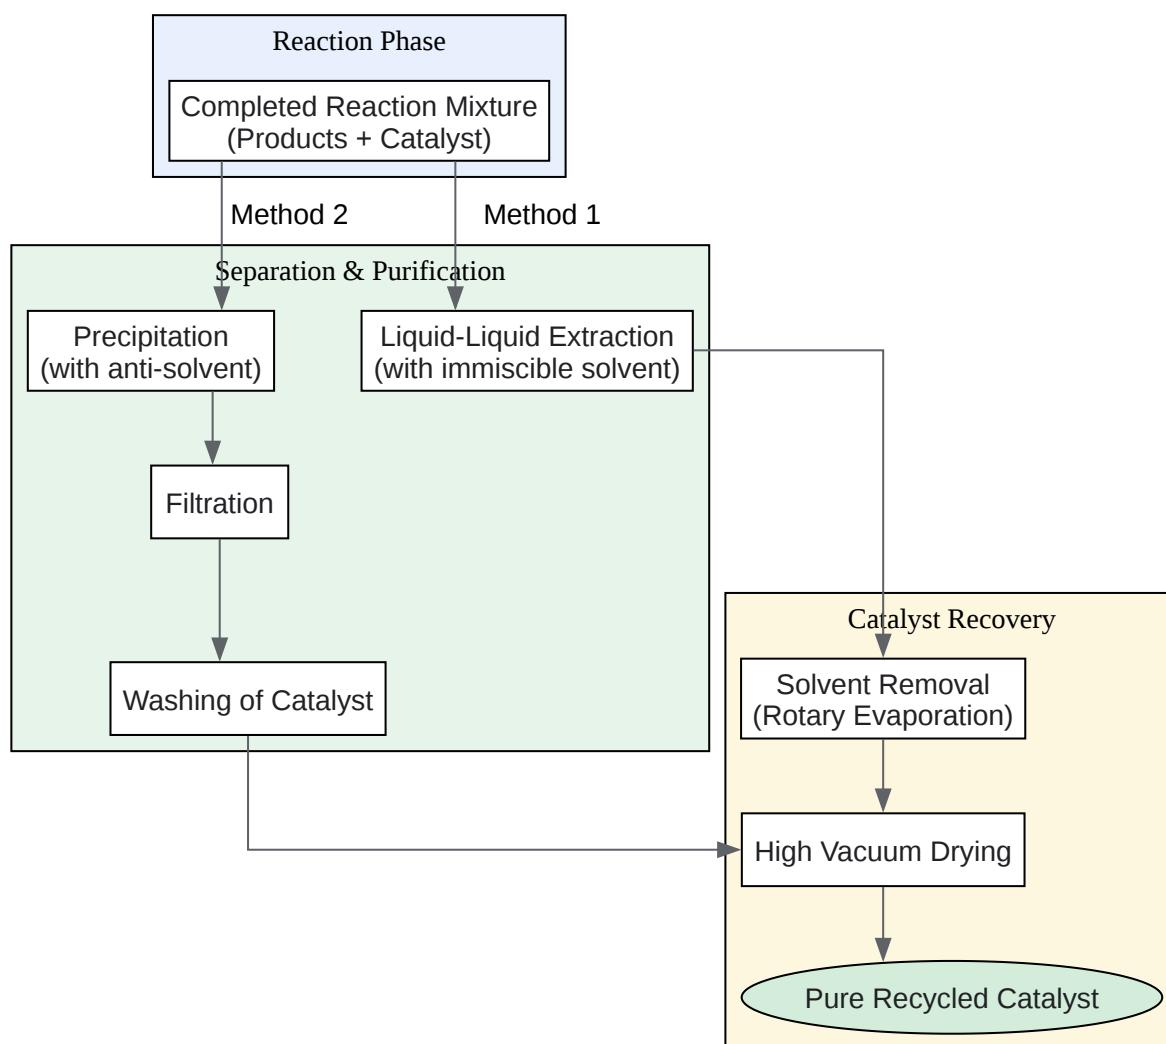 Reaction Phase
Completed Reaction Mixture
(Products + Catalyst)
Method 2
Method 1
Separation & Purification
Precipitation
(with anti-solvent)
Liquid-Liquid Extraction
(with immiscible solvent)
Filtration
Washing of Catalyst
Catalyst Recovery
Solvent Removal
(Rotary Evaporation)
High Vacuum Drying
Pure Recycled Catalyst